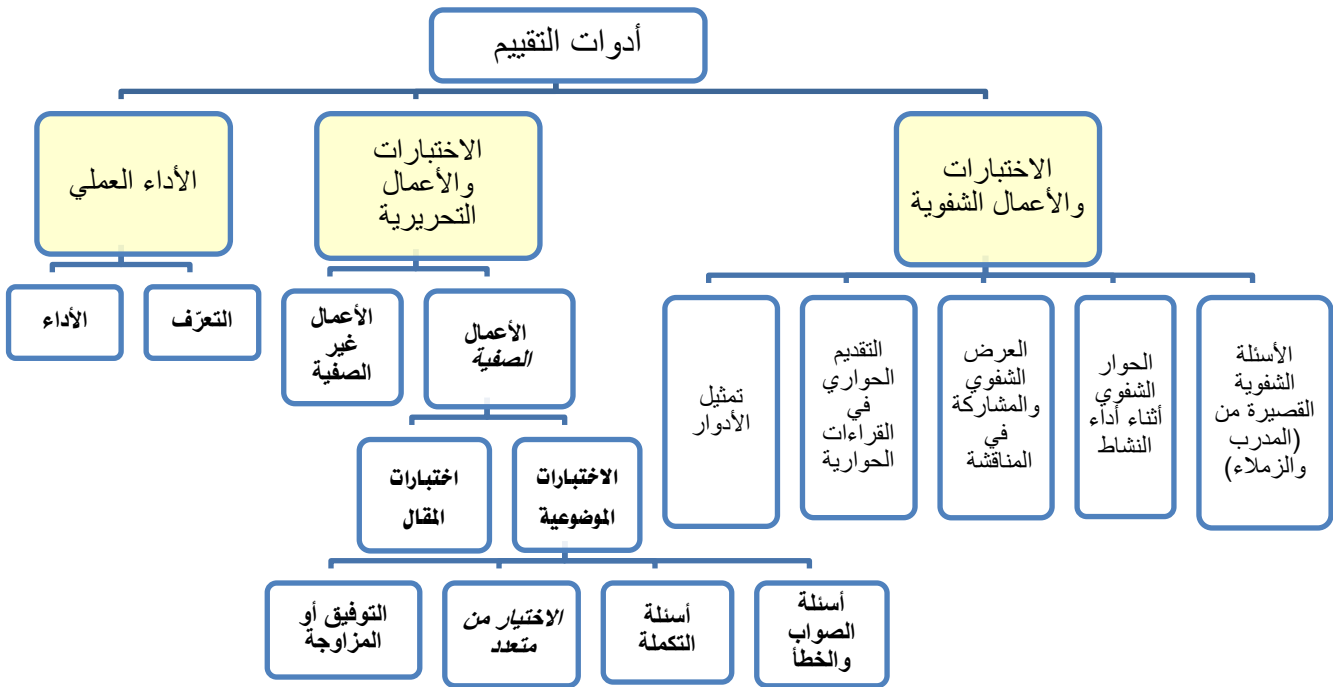 أدوات التقييم
الاختبارات
والأعمال الشفوية
الاختبارات
والأعمال
التحريرية
الأداء العملي
الأسئلة
الشفوية
القصيرة من
(المدرب
والزملاء)
الحوار
الشفوي
أثناء أداء
النشاط
العرض
الشفوي
والمشاركة
في
المناقشة
التقديم
الحواري
في
القراءات
الحوارية
تمثيل
الأدوار
الأعمال
الصفية
الأعمال
غير
الصفية
التعرّف
الأداء
الاختبارات
الموضوعية
اختبارات
المقال
أسئلة
الصواب
والخطأ
أسئلة
التكملة
الاختيار من
متعدد
التوفيق أو
المزاوجة